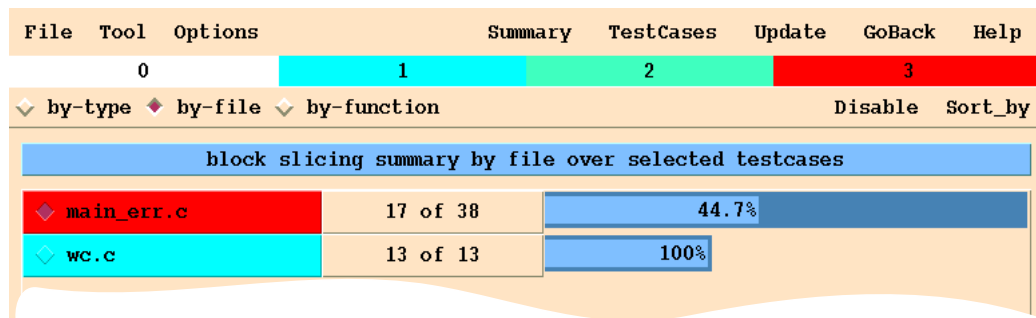 File Tool Options Summary TestCases Update GoBack Help
0 1 2 3
by-type by-file by-function Disable Sort_by
block slicing summary by file over selected testcases
main_err.c 17 of 38 44.7%
wc.c 13 of 13 100%